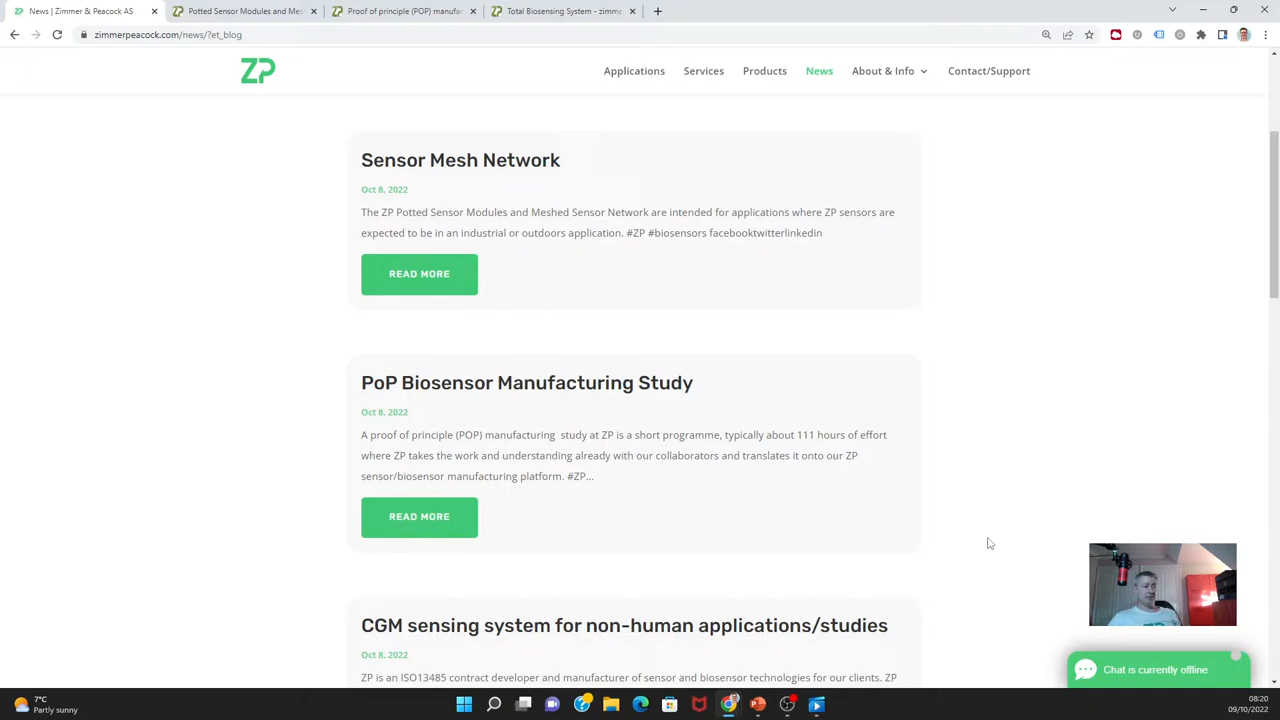 News | Zimmer & Peacock AS
Potted Sensor Modules and Mes
Proof of principle (POP) manufac
Total Biosensing System - zimme
zimmerpeacock.com/news/?et_blog
ZP
Applications
Services
Products
News
About & Info
Contact/Support
Sensor Mesh Network
Oct 8, 2022
The ZP Potted Sensor Modules and Meshed Sensor Network are intended for applications where ZP sensors are
expected to be in an industrial or outdoors application. #ZP #biosensors facebooktwitterlinkedin
READ MORE
PoP Biosensor Manufacturing Study
Oct 8, 2022
A proof of principle (POP) manufacturing study at ZP is a short programme, typically about 111 hours of effort
where ZP takes the work and understanding already with our collaborators and translates it onto our ZP
sensor/biosensor manufacturing platform. #ZP...
READ MORE
CGM sensing system for non-human applications/studies
Oct 8, 2022
ZP is an developer and manufacturer of sensor and biosensor technologies for our clients. ZP
Chat is currently offline
7°C
Partly sunny
08:20
09/10/2022